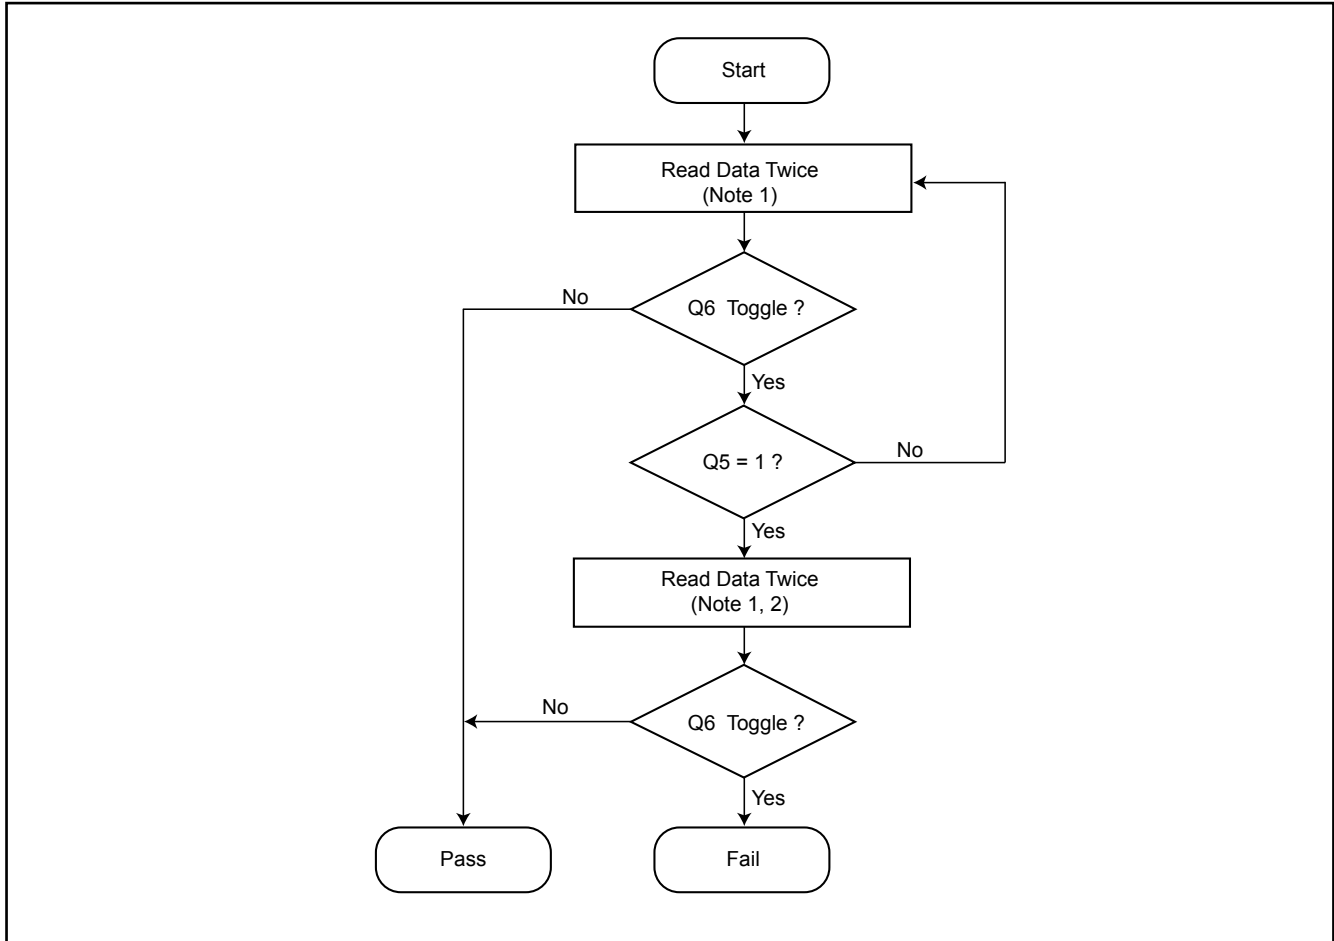 Start
Read Data Twice
(Note 1)
No
Q6 Toggle ?
Yes
Q5 = 1 ?
No
Yes
Read Data Twice
(Note 1, 2)
No
Q6 Toggle ?
Yes
Pass
Fail